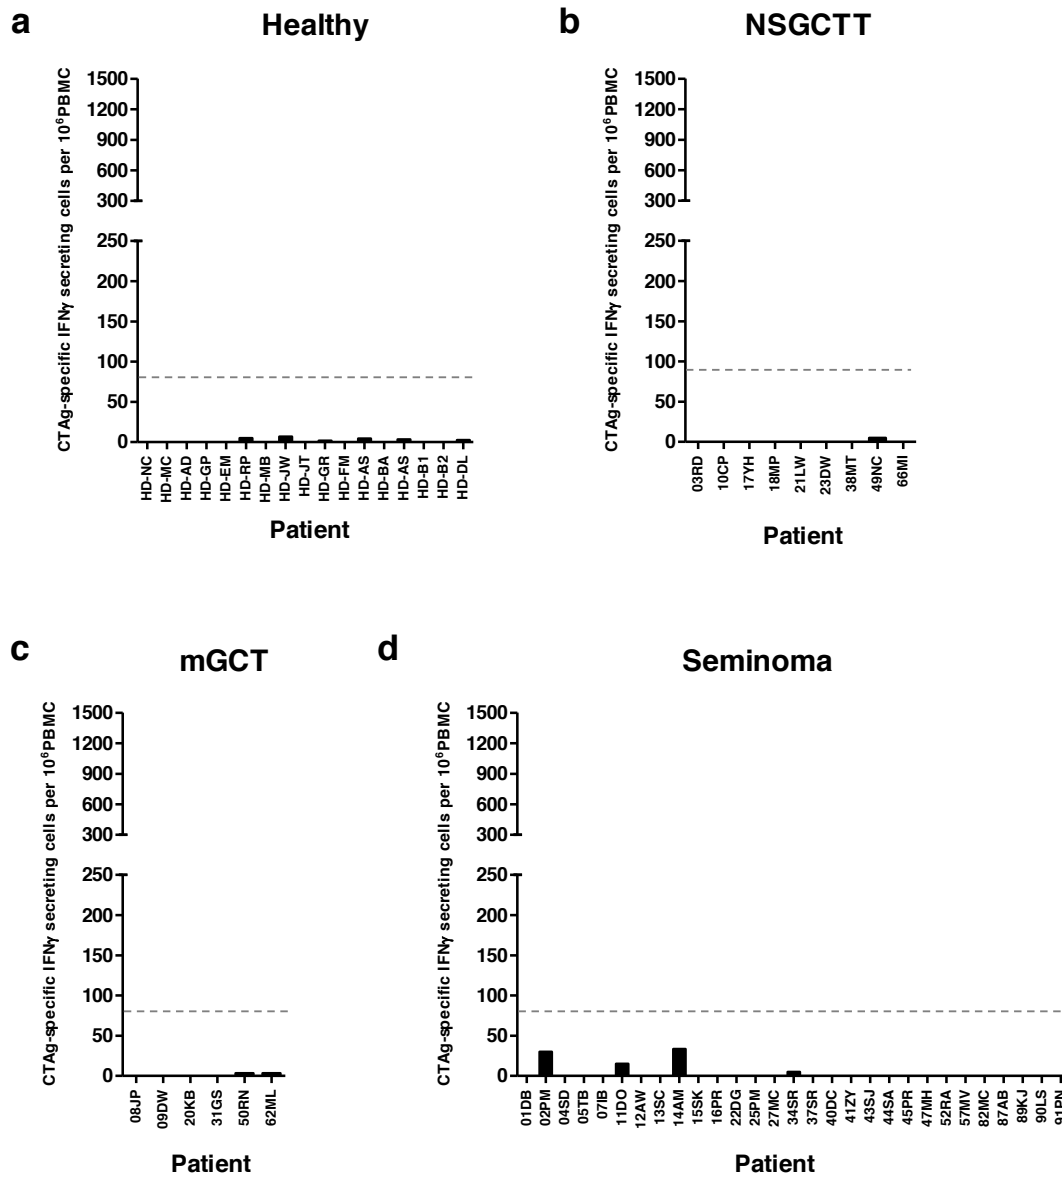 a
Healthy
CTAg-specific IFNγ secreting cells per 10⁶PBMC
1500
1200
900
600
300
250
200
150
100
50
0
HD-NC
HD-MC
HD-AD
HD-GP
HD-EM
HD-RP
HD-MB
HD-JW
HD-JT
HD-GR
HD-FM
HD-AS
HD-BA
HD-AS
HD-B1
HD-B2
HD-DL
Patient
b
NSGCTT
CTAg-specific IFNγ secreting cells per 10⁶PBMC
1500
1200
900
600
300
250
200
150
100
50
0
03RD
10CP
17YH
18MP
21LW
23DW
38MT
49NC
66MI
Patient
c
mGCT
CTAg-specific IFNγ secreting cells per 10⁶PBMC
1500
1200
900
600
300
250
200
150
100
50
0
08JP
09DW
20KB
31GS
50RN
62ML
Patient
d
Seminoma
CTAg-specific IFNγ secreting cells per 10⁶PBMC
1500
1200
900
600
300
250
200
150
100
50
0
01DB
02PM
04SD
05TB
07IB
11DO
12AW
13SC
14AM
15SK
16PR
22DG
25PM
27MC
34SR
37SR
40DC
41ZY
43SJ
44SA
45PR
47MH
52RA
57MV
82MC
87AB
89KJ
90LS
Patient